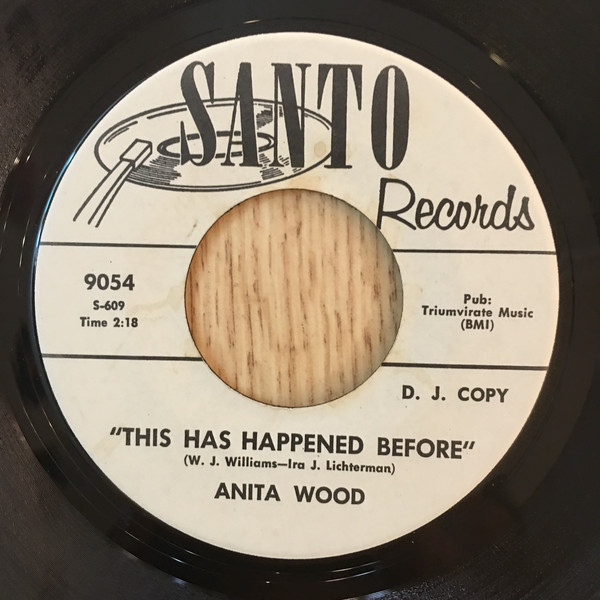 SANTO
Records
9054
S-609
Time 2:18
Pub:
Triumvirate Music
(BMI)
D. J. COPY
"THIS HAS HAPPENED BEFORE"
(W. J. Williams—Ira J. Lichterman)
ANITA WOOD